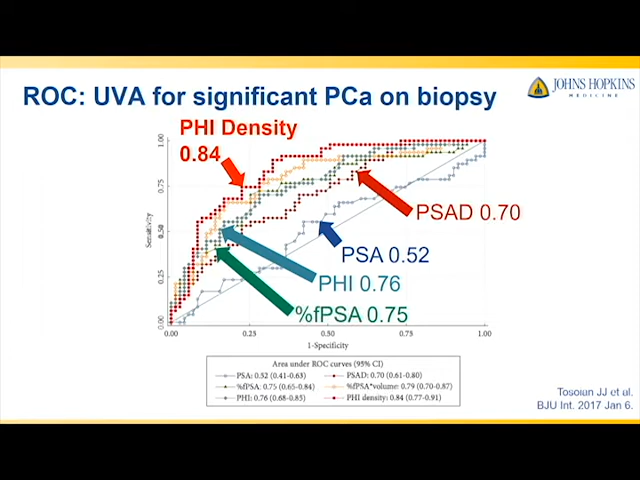 JOHNS HOPKINS
MEDICINE
ROC: UVA for significant PCa on biopsy
PHI Density
0.84
PSAD 0.70
PSA 0.52
PHI 0.76
%fPSA 0.75
1.00
0.75
0.50
0.25
0.00
Sensitivity
0.00 0.25 0.50 0.75 1.00
1-Specificity
Area under ROC curves (95% CI)
PSA: 0.52 (0.41-0.63) PSAD: 0.70 (0.61-0.80)
%fPSA: 0.75 (0.65-0.84) %fPSA*volume: 0.79 (0.70-0.87)
PHI: 0.76 (0.68-0.85) PHI density: 0.84 (0.77-0.91)
Tosoian JJ et al.
BJU Int. 2017 Jan 6.